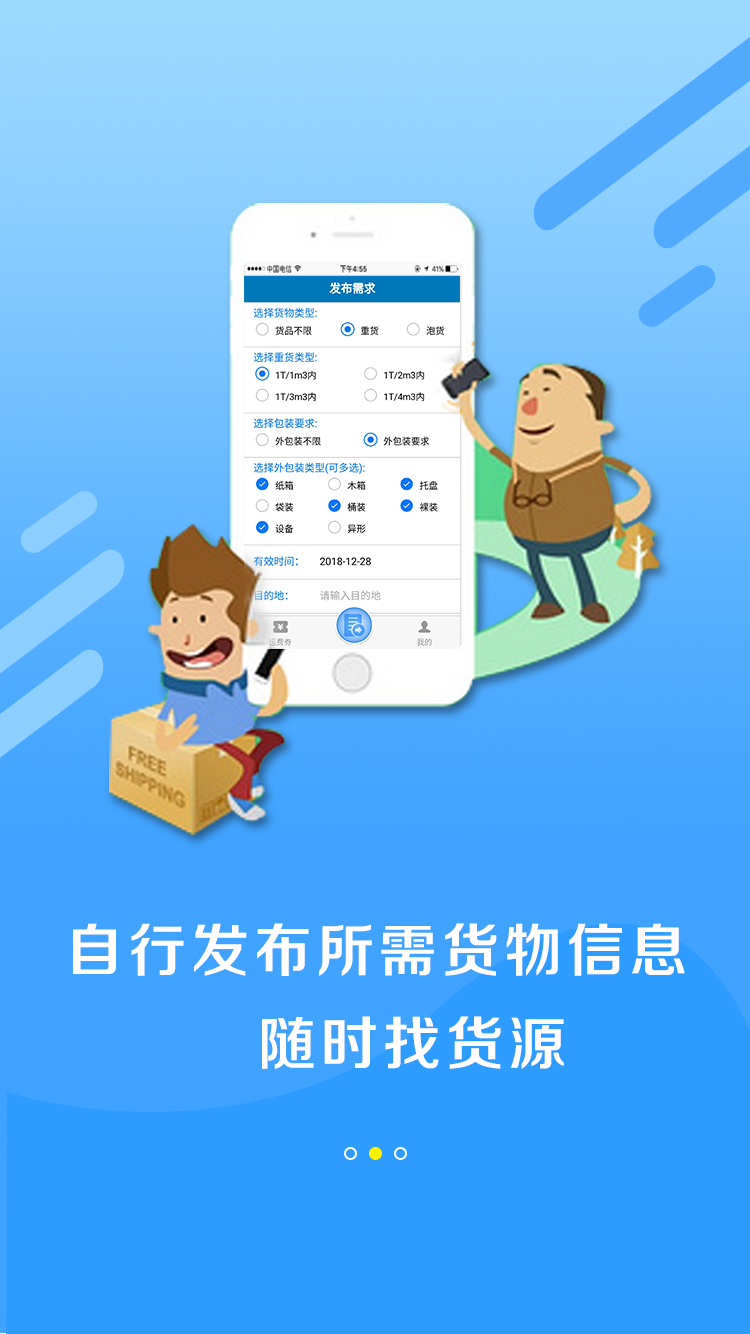 中国电信 下午4:55 41%
发布需求
选择货物类型:
货品不限 重货 泡货
选择重货类型:
1T/1m3内 1T/2m3内
1T/3m3内 1T/4m3内
选择包装要求:
外包装不限 外包装要求
选择外包装类型(可多选):
纸箱 木箱 托盘
袋装 桶装 裸装
设备 异形
有效时间: 2018-12-28
目的地: 请输入目的地
运费券 我的
FREE
SHIPPING
自行发布所需货物信息
随时找货源